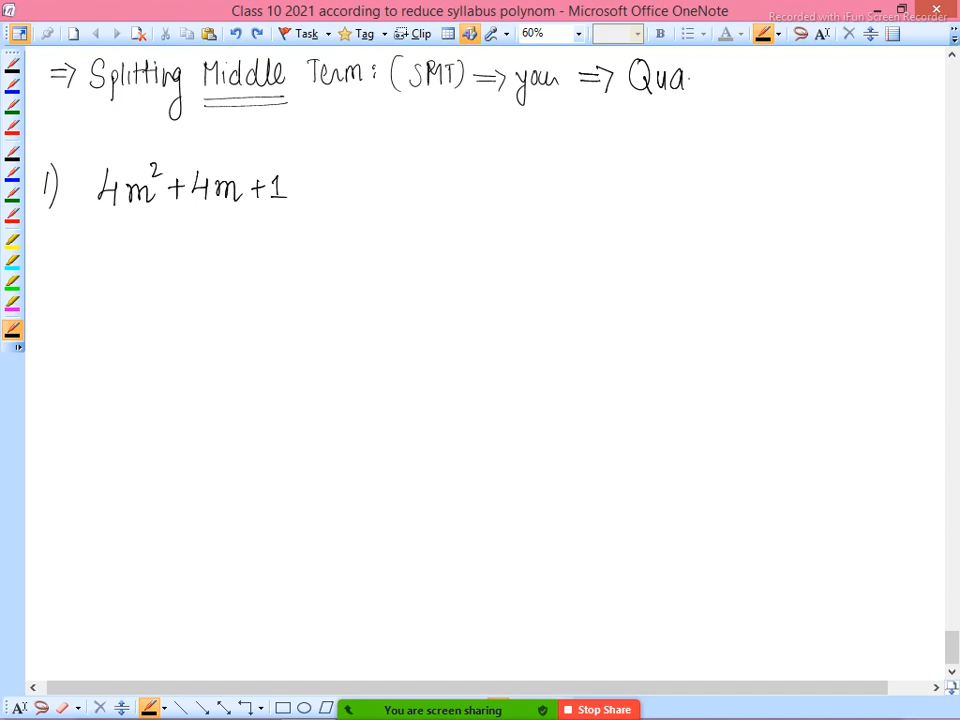 Class 10 2021 according to reduce syllabus polynom - Microsoft Office OneNote
Recorded with iFun Screen Recorder
Task Tag Clip 60% B A
⇒ Splitting Middle Term: (SMT) ⇒ your ⇒ Qua
1) 4m² + 4m + 1
You are screen sharing Stop Share